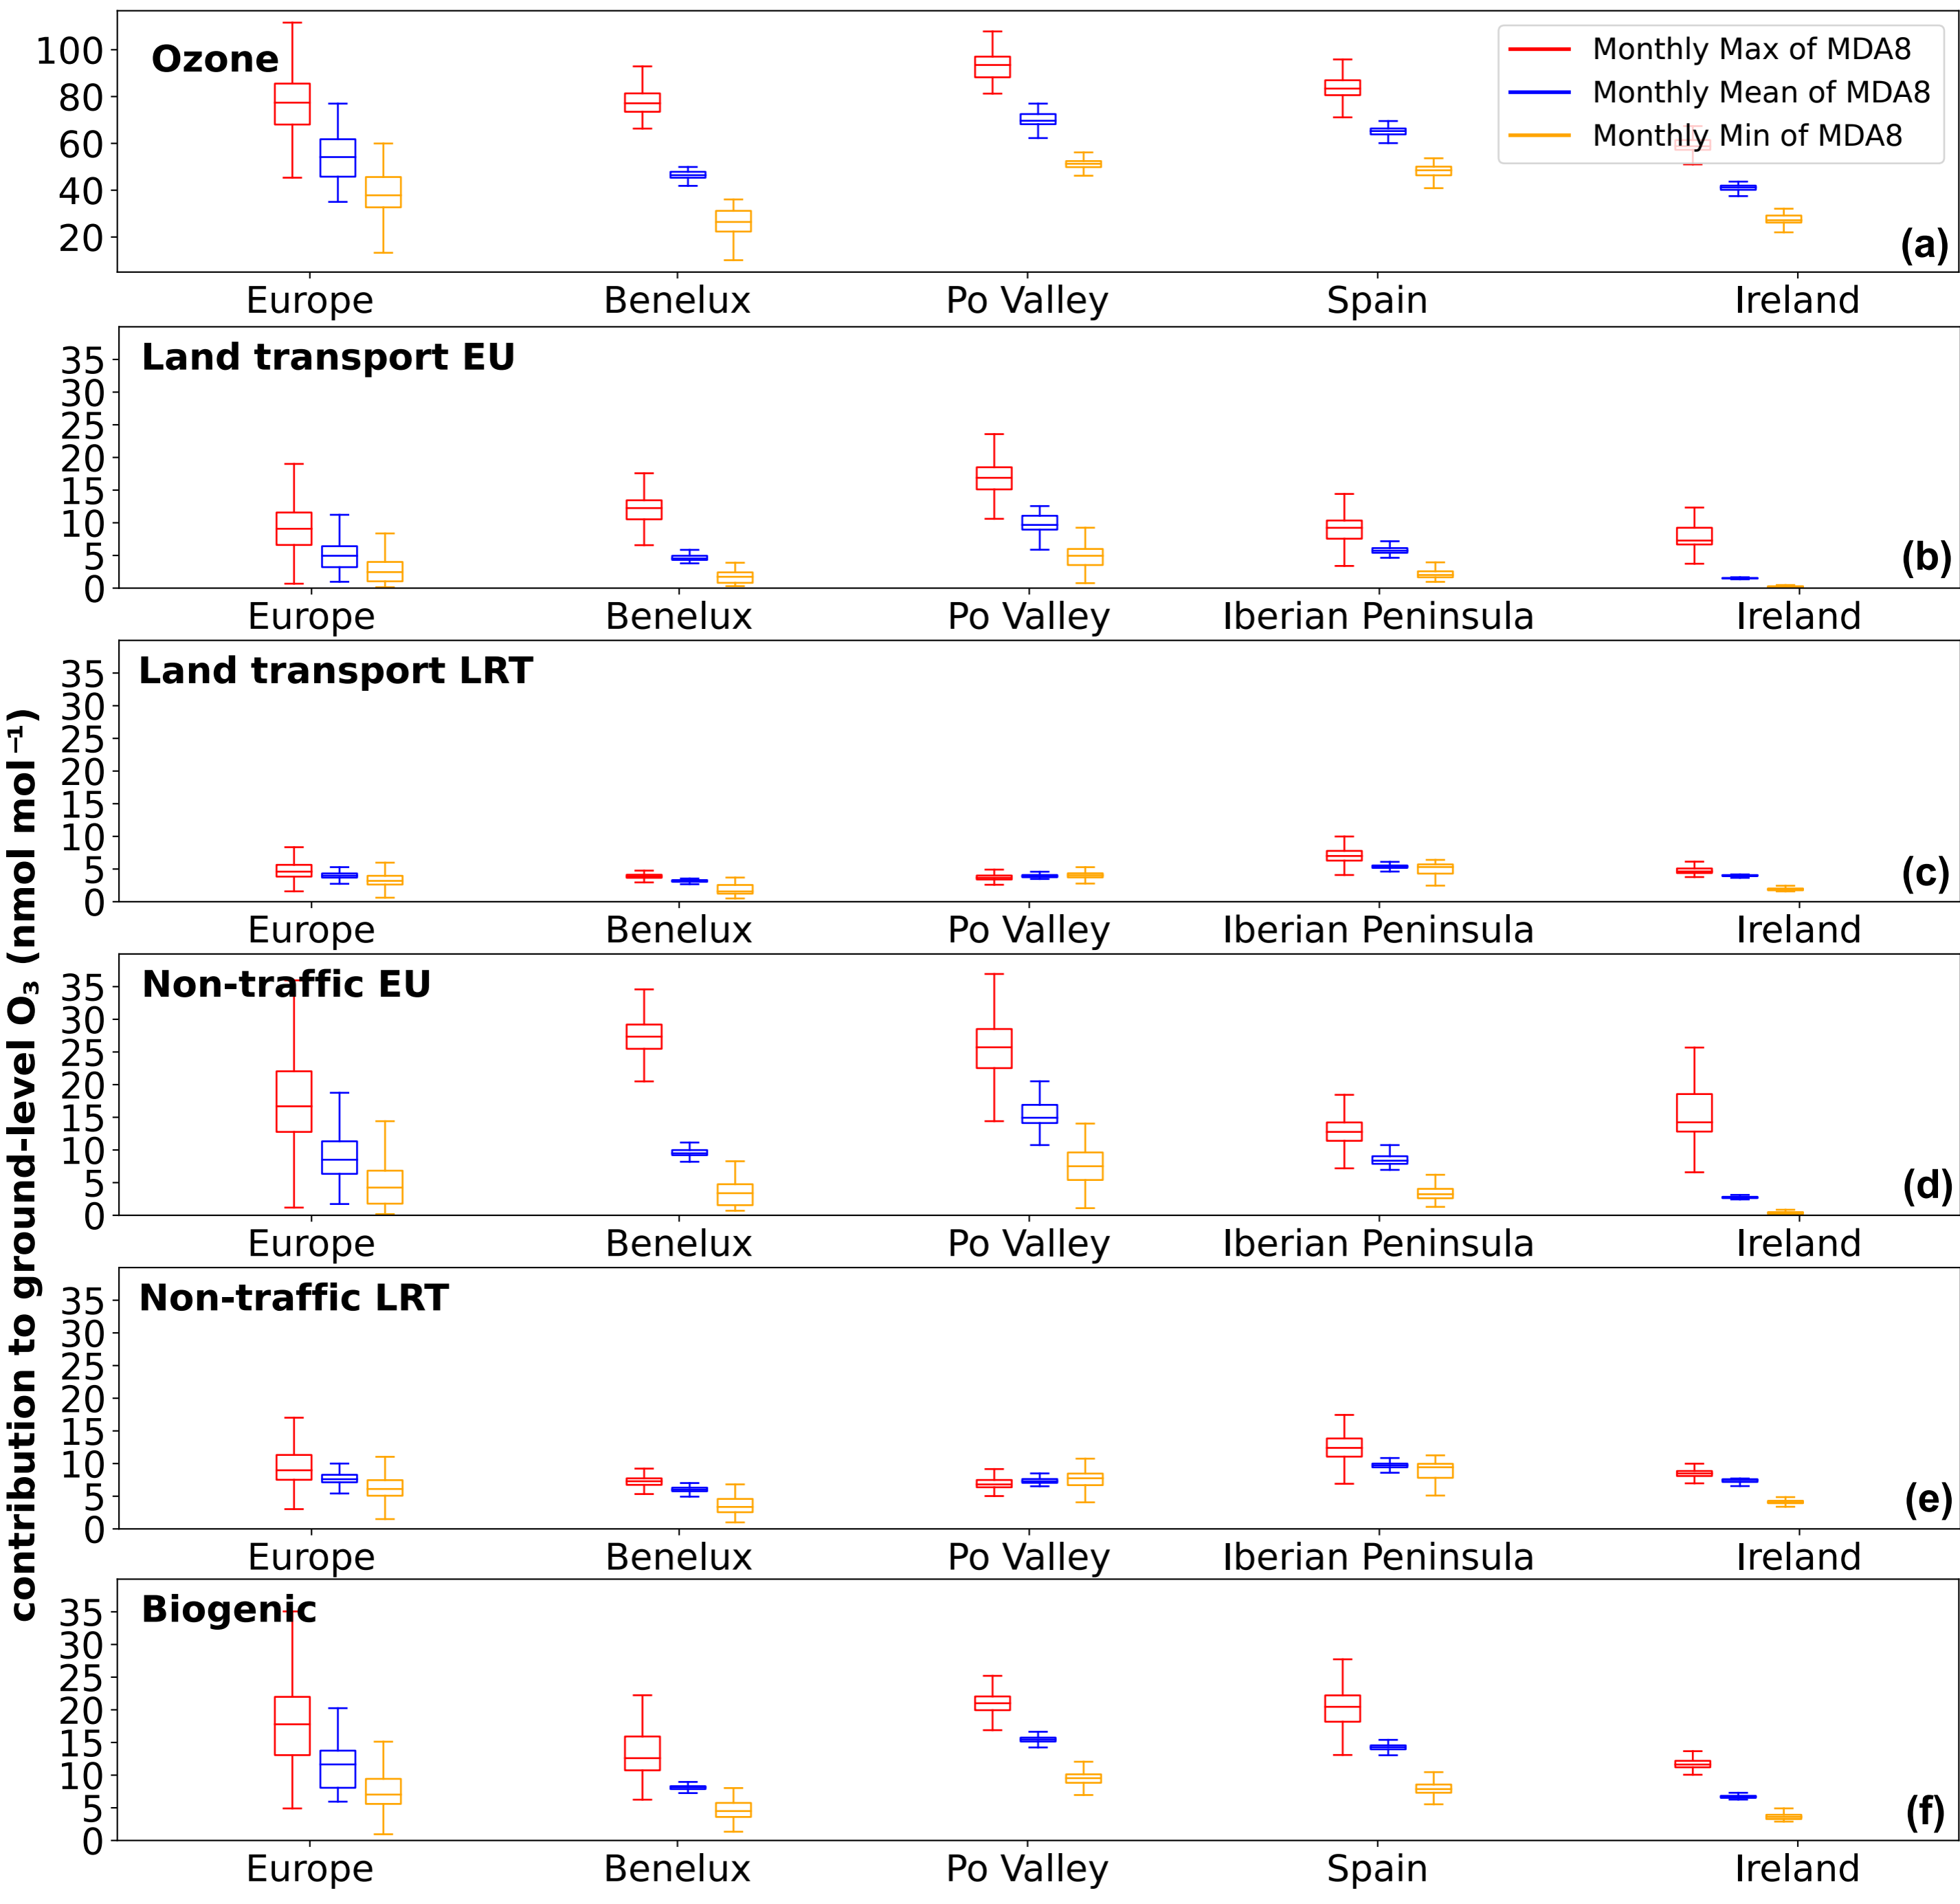 contribution to ground-level O₃ (nmol mol⁻¹)
Ozone
Monthly Max of MDA8
Monthly Mean of MDA8
Monthly Min of MDA8
100
80
60
40
20
(a)
Europe Benelux Po Valley Spain Ireland
Land transport EU
35
30
25
20
15
10
5
0
(b)
Europe Benelux Po Valley Iberian Peninsula Ireland
Land transport LRT
35
30
25
20
15
10
5
0
(c)
Europe Benelux Po Valley Iberian Peninsula Ireland
Non-traffic EU
35
30
25
20
15
10
5
0
(d)
Europe Benelux Po Valley Iberian Peninsula Ireland
Non-traffic LRT
35
30
25
20
15
10
5
0
(e)
Europe Benelux Po Valley Iberian Peninsula Ireland
Biogenic
35
30
25
20
15
10
5
0
(f)
Europe Benelux Po Valley Spain Ireland